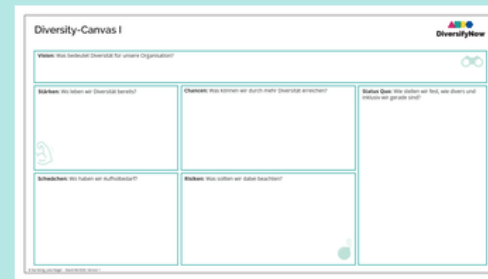 Diversity-Canvas I
DiversifyNow
Vision: Was bedeutet Diversität für unsere Organisation?
Stärken: Wo leben wir Diversität bereits?
Chancen: Was können wir durch mehr Diversität erreichen?
Status Quo: Wie stellen wir fest, wie divers und
inklusiv wir gerade sind?
Schwächen: Wo haben wir Aufholbedarf?
Risiken: Was sollten wir dabei beachten?